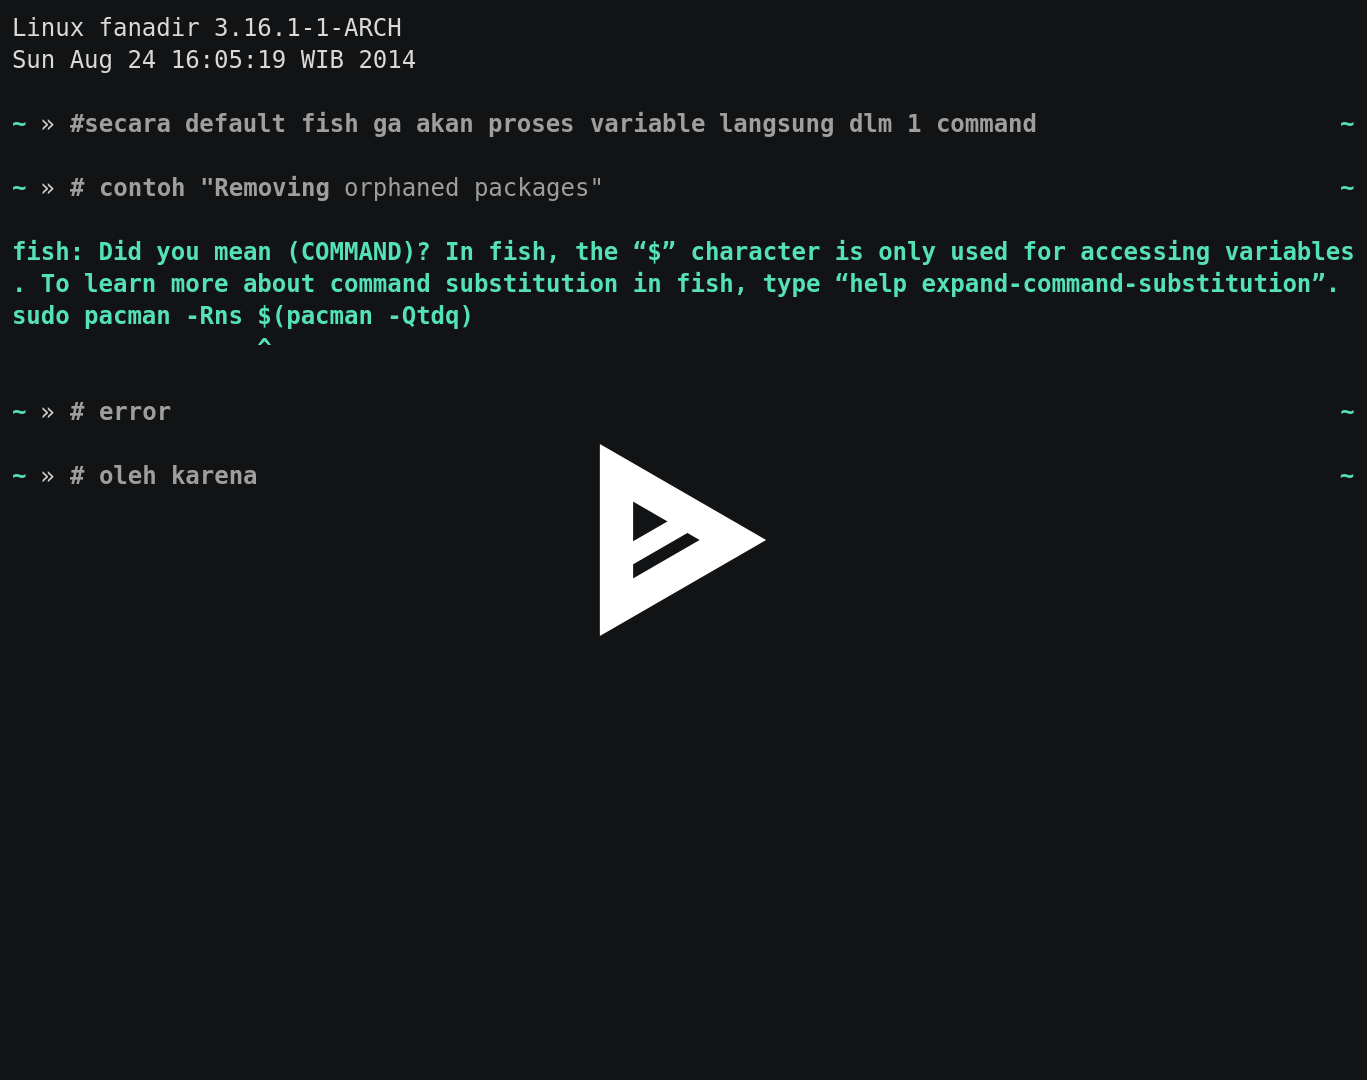 Linux fanadir 3.16.1-1-ARCH
Sun Aug 24 16:05:19 WIB 2014
~ » #secara default fish ga akan proses variable langsung dlm 1 command ~
~ » # contoh "Removing orphaned packages" ~
fish: Did you mean (COMMAND)? In fish, the “$” character is only used for accessing variables
. To learn more about command substitution in fish, type “help expand-command-substitution”.
sudo pacman -Rns $(pacman -Qtdq)
^
~ » # error ~
~ » # oleh karena ~